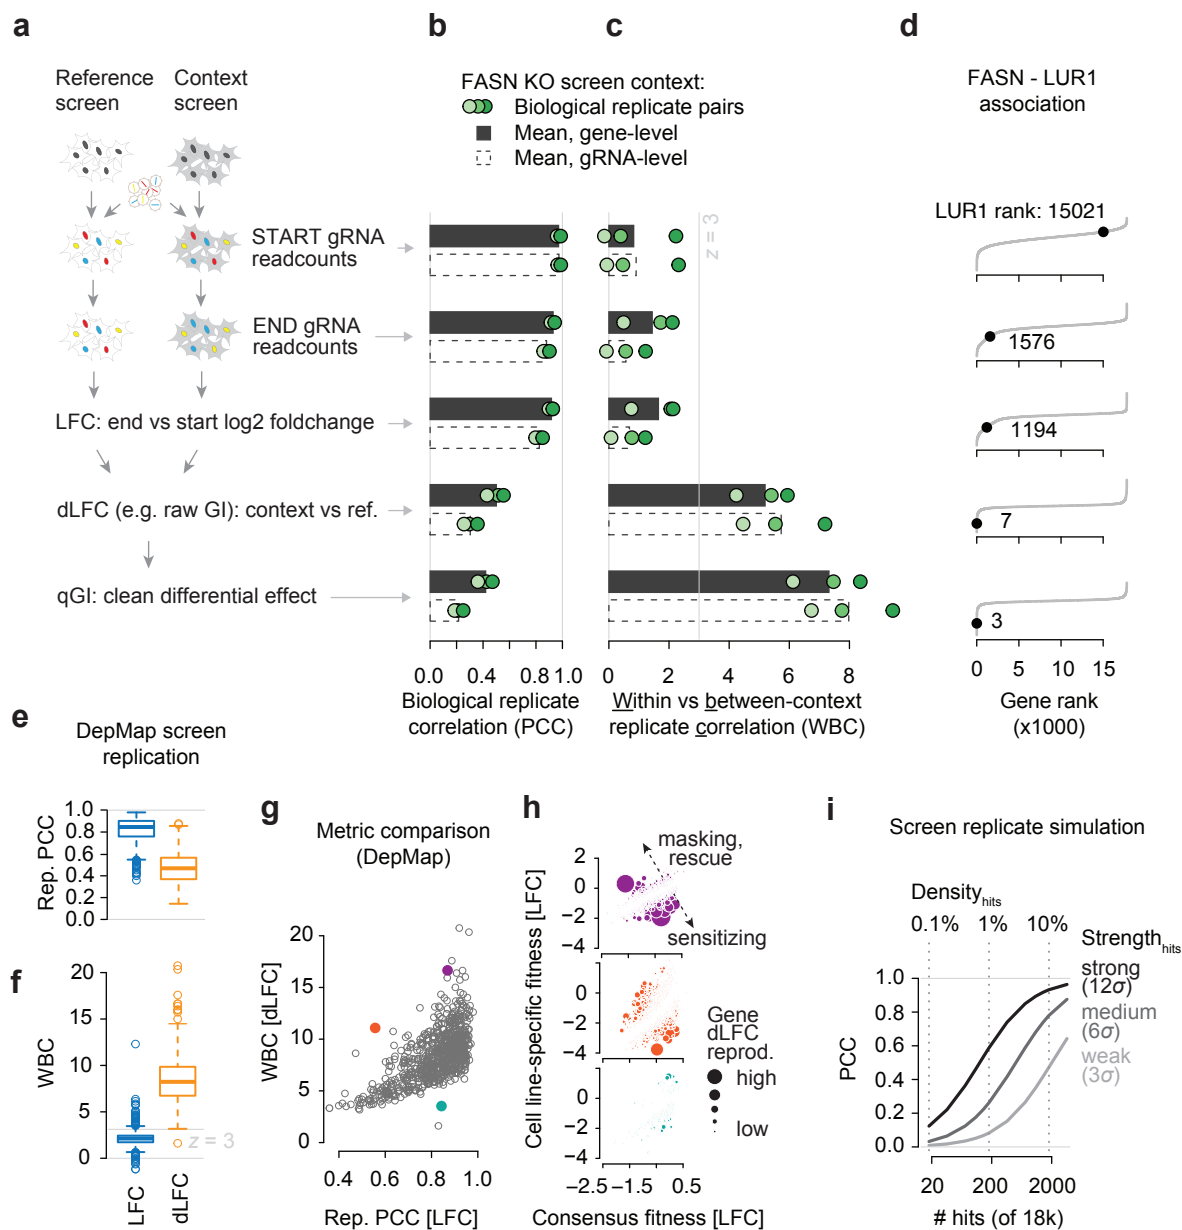 a
b
c
d
Reference
screen
Context
screen
FASN KO screen context:
Biological replicate pairs
Mean, gene-level
Mean, gRNA-level
FASN - LUR1
association
START gRNA
readcounts
END gRNA
readcounts
LFC: end vs start log2 foldchange
dLFC (e.g. raw GI): context vs ref.
qGI: clean differential effect
z = 3
LUR1 rank: 15021
1576
1194
7
3
0.0 0.4 0.8 1.0
Biological replicate
correlation (PCC)
0 2 4 6 8
Within vs between-context
replicate correlation (WBC)
0 5 10 15
Gene rank
(x1000)
e
DepMap screen
replication
Rep. PCC
1.0
0.8
0.6
0.4
0.2
0.0
f
WBC
20
15
10
5
0
z = 3
LFC
dLFC
g
Metric comparison
(DepMap)
WBC [dLFC]
20
15
10
5
0
0.4 0.6 0.8 1.0
Rep. PCC [LFC]
h
masking,
rescue
sensitizing
Cell line-specific fitness [LFC]
2
0
−2
−4
2
0
−2
−4
2
0
−2
−4
Gene
dLFC
reprod.
high
low
−2.5 −1.5 0.5
Consensus fitness [LFC]
i
Screen replicate simulation
Density hits
0.1% 1% 10%
Strength hits
strong
(12σ)
medium
(6σ)
weak
(3σ)
PCC
1.0
0.8
0.6
0.4
0.2
0.0
20 200 2000
# hits (of 18k)